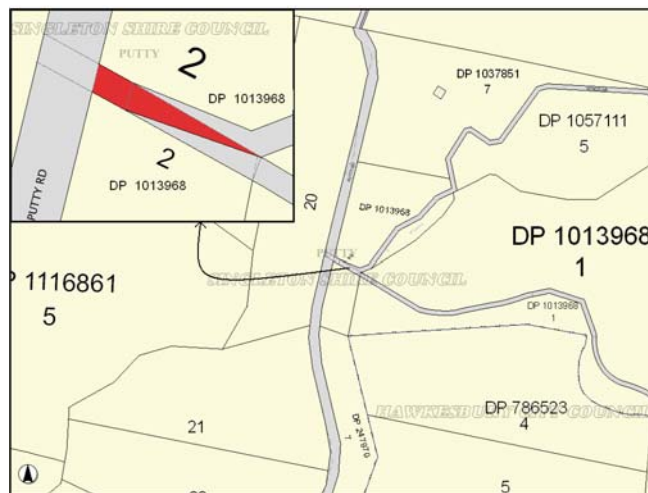 SINGLETON SHIRE COUNCIL
PUTTY
2
DP 1013968
2
DP 1013968
PUTTY RD
DP 1037851
7
DP 1057111
5
20
DP 1013968
DP 1013968
1
PUTTY
SINGLETON SHIRE COUNCIL
P 1116861
5
DP 1013968
1
HAWKESBURY CITY COUNCIL
DP 786523
4
DP 247970
7
21
5